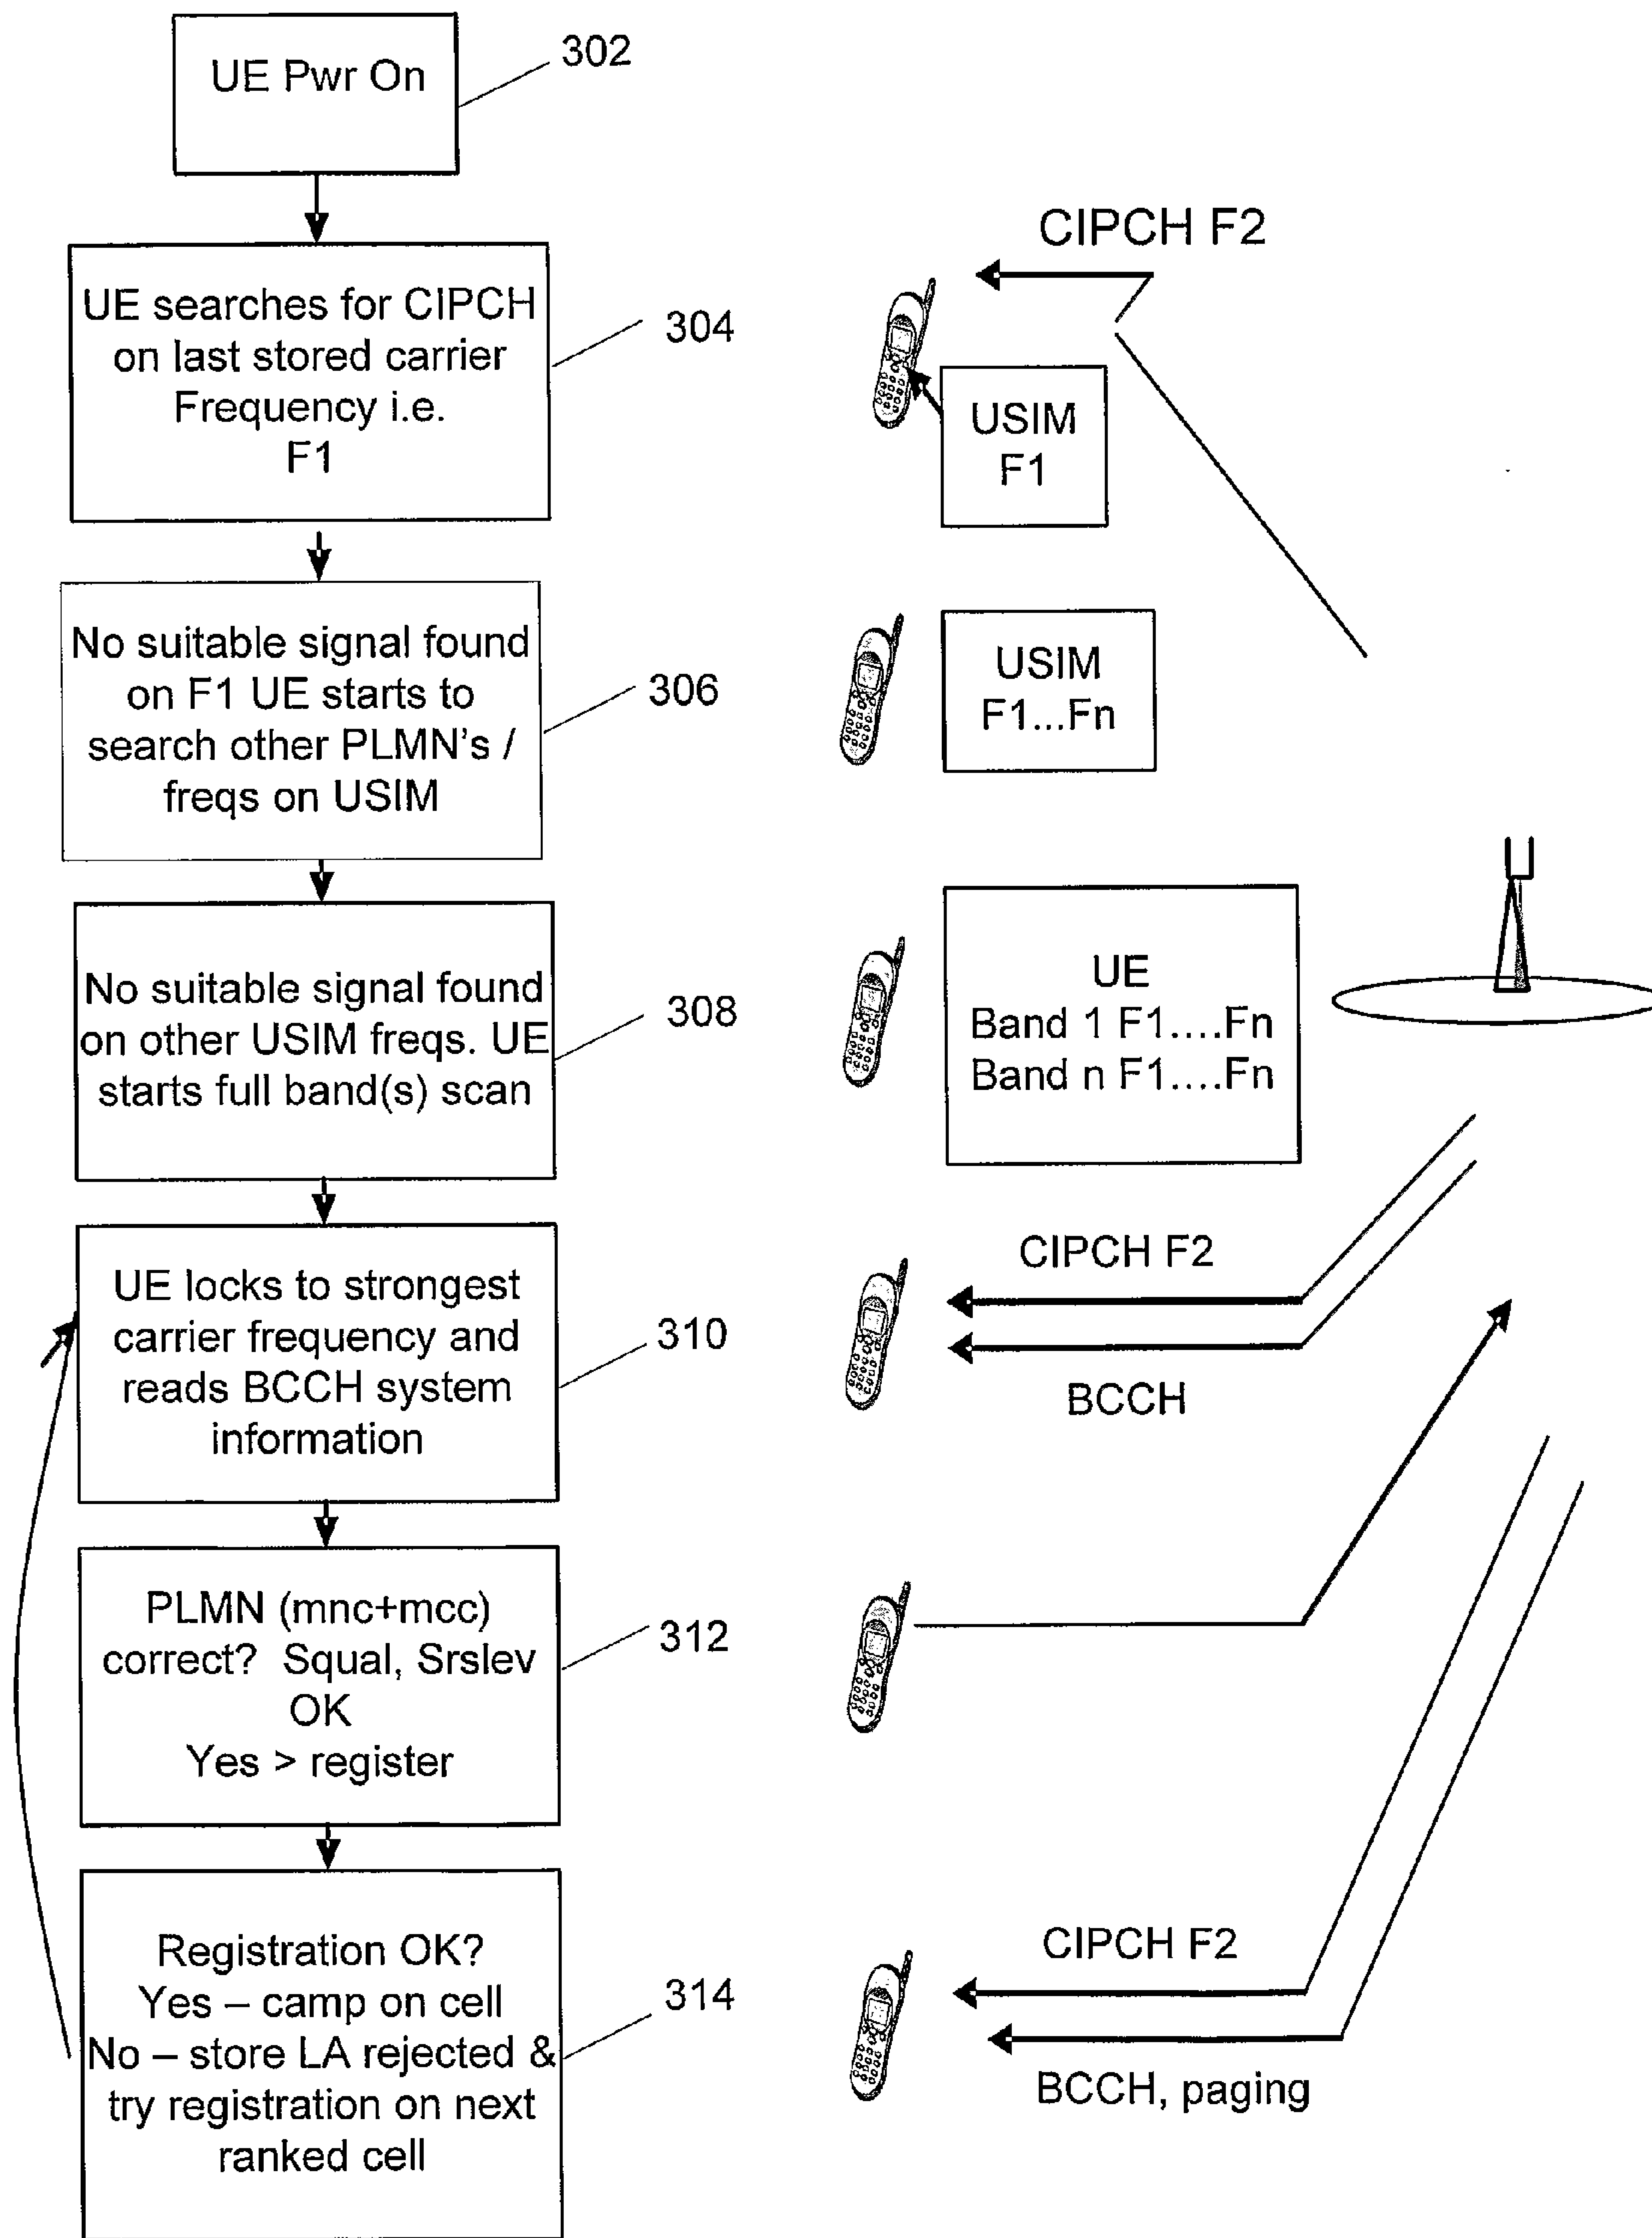 UE Pwr On
302
CIPCH F2
UE searches for CIPCH
on last stored carrier
Frequency i.e.
F1
304
USIM
F1
No suitable signal found
on F1 UE starts to
search other PLMN's /
freqs on USIM
306
USIM
F1...Fn
No suitable signal found
on other USIM freqs. UE
starts full band(s) scan
308
UE
Band 1 F1....Fn
Band n F1....Fn
UE locks to strongest
carrier frequency and
reads BCCH system
information
310
CIPCH F2
BCCH
PLMN (mnc+mcc)
correct? Squal, Srslev
OK
Yes > register
312
Registration OK?
Yes – camp on cell
No – store LA rejected &
try registration on next
ranked cell
314
CIPCH F2
BCCH, paging